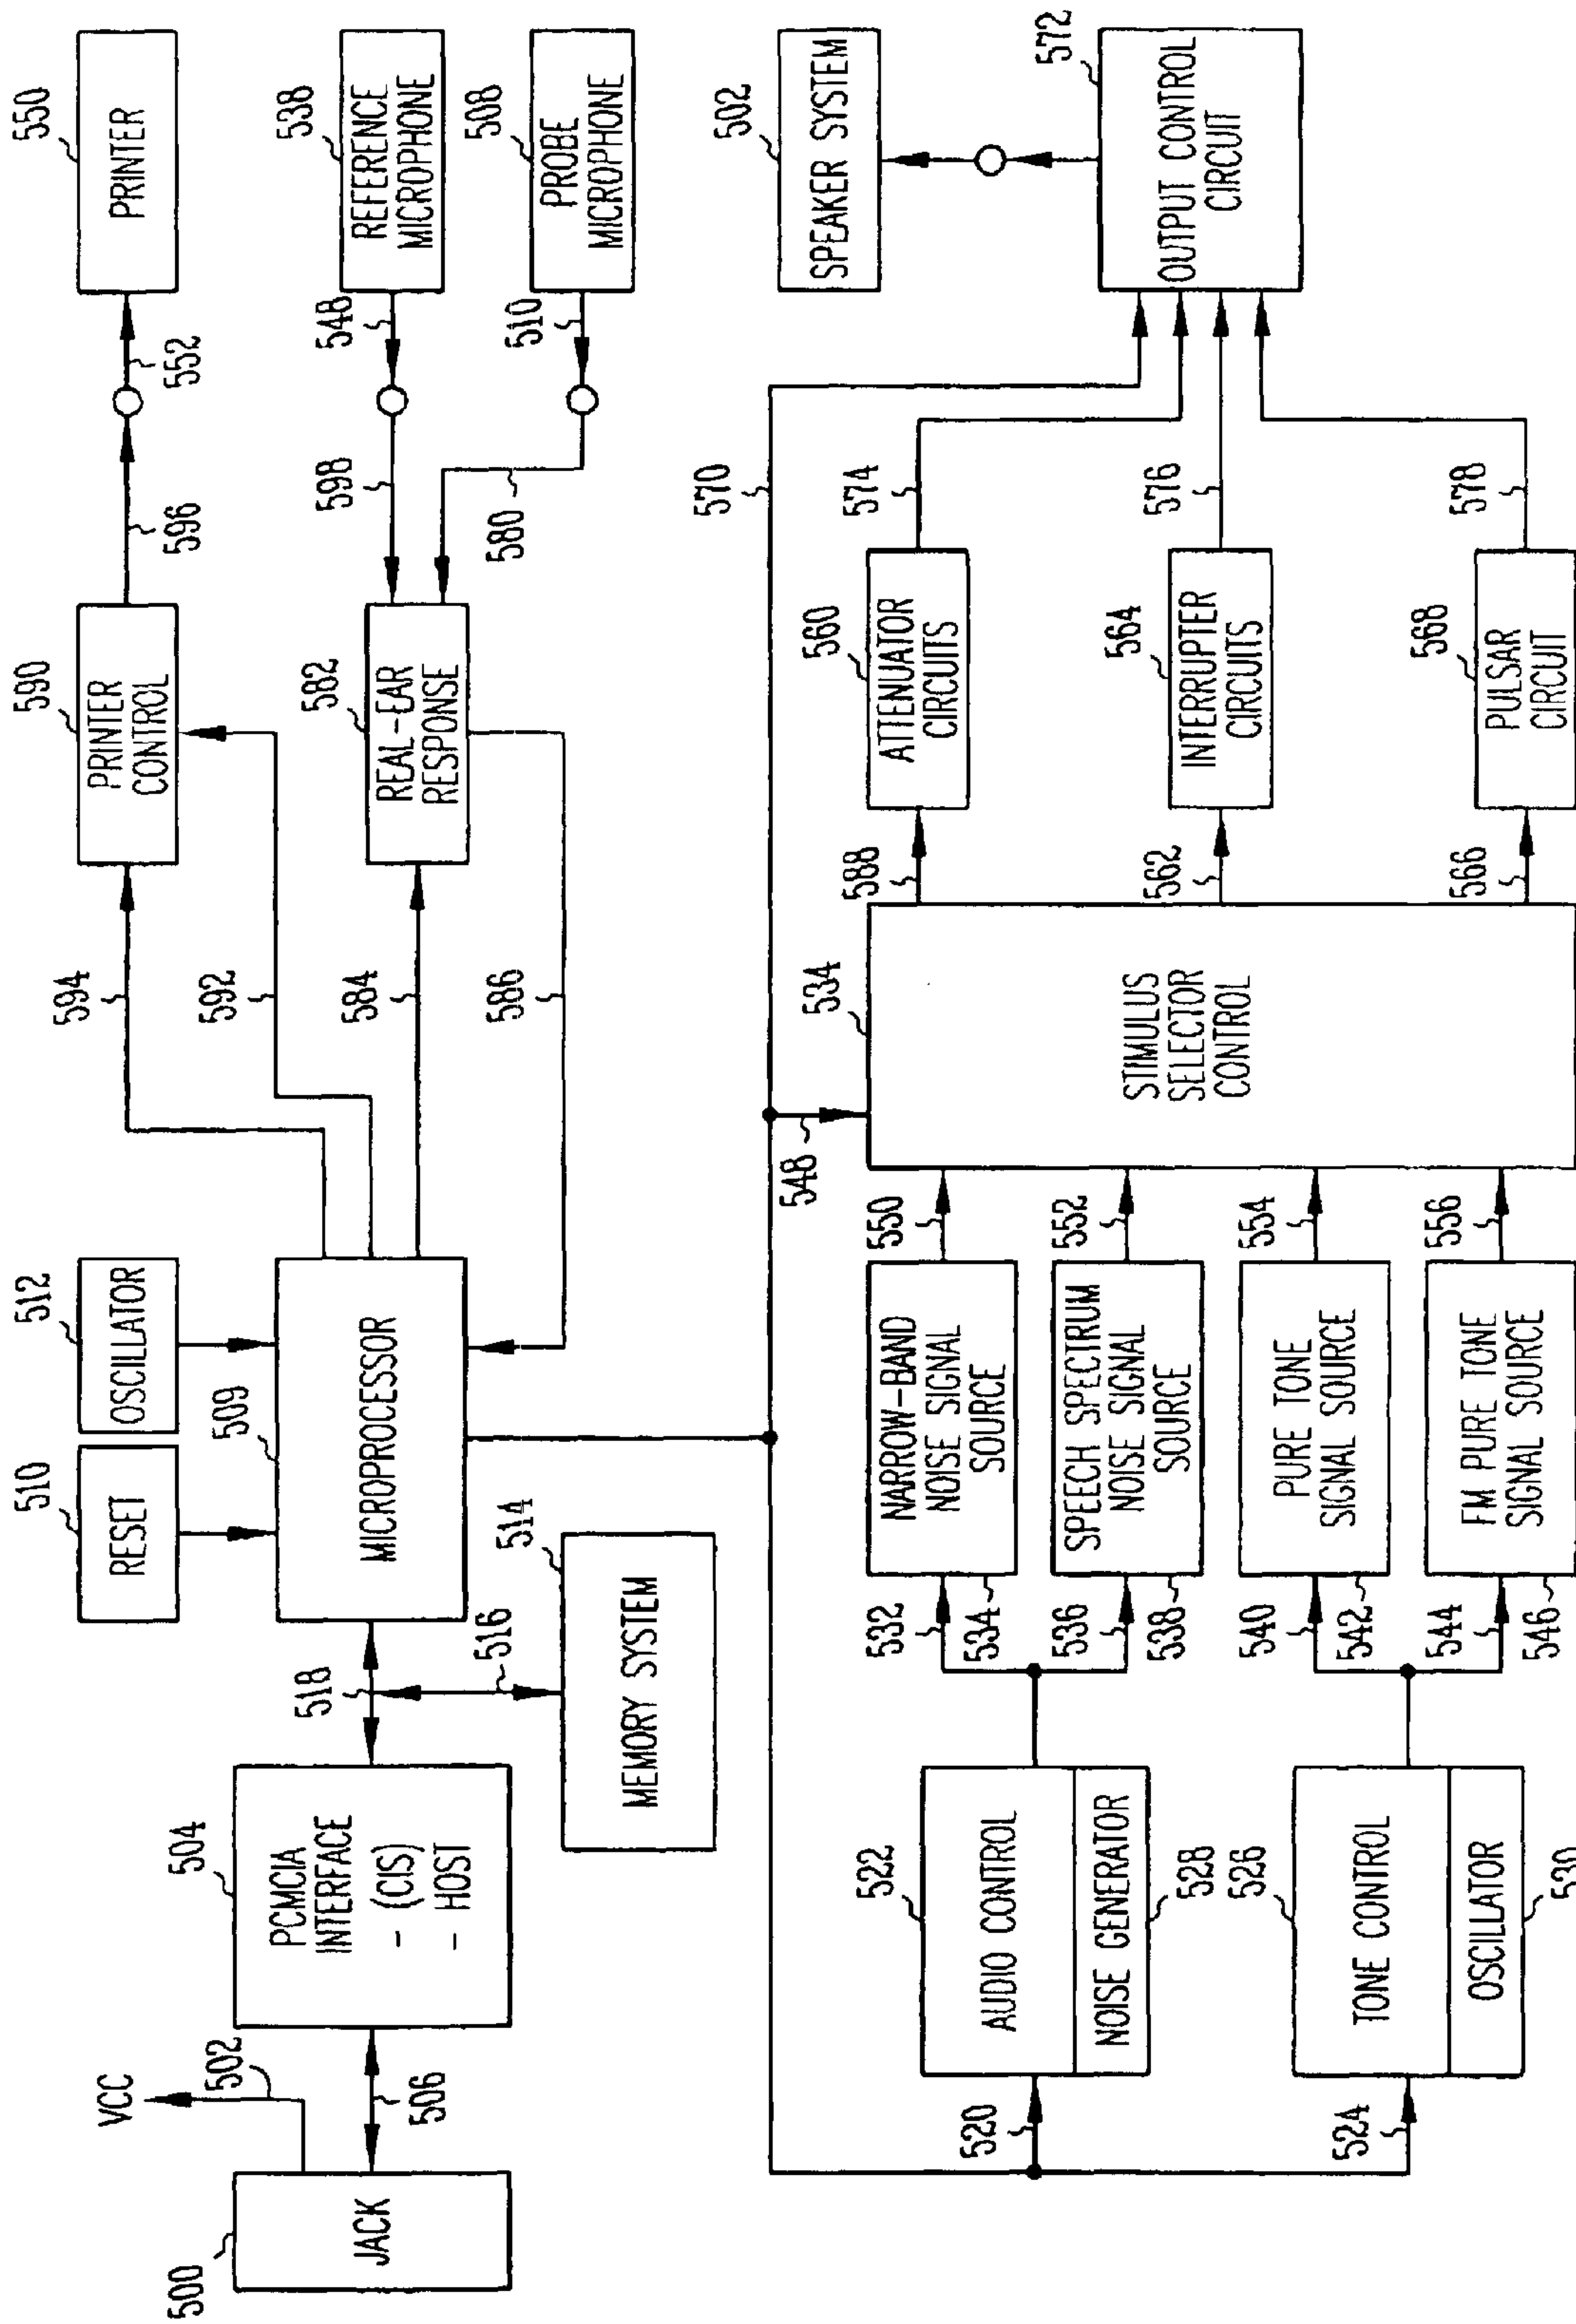 550
PRINTER
552
596
590
PRINTER
CONTROL
594
592
538
REFERENCE
MICROPHONE
548
598
508
PROBE
MICROPHONE
510
580
582
REAL-EAR
RESPONSE
584
586
512
OSCILLATOR
510
RESET
509
MICROPROCESSOR
518
516
514
MEMORY SYSTEM
504
PCMCIA
INTERFACE
- (CIS)
- HOST
VCC
502
506
500
JACK
502
SPEAKER SYSTEM
572
OUTPUT CONTROL
CIRCUIT
570
574
576
578
560
ATTENUATOR
CIRCUITS
564
INTERRUPTER
CIRCUITS
568
PULSAR
CIRCUIT
588
562
566
534
STIMULUS
SELECTOR
CONTROL
548
550
552
554
556
NARROW-BAND
NOISE SIGNAL
SOURCE
SPEECH SPECTRUM
NOISE SIGNAL
SOURCE
PURE TONE
SIGNAL SOURCE
FM PURE TONE
SIGNAL SOURCE
532
534
536
538
540
542
544
546
522
AUDIO CONTROL
NOISE GENERATOR
528
526
TONE CONTROL
OSCILLATOR
530
520
524